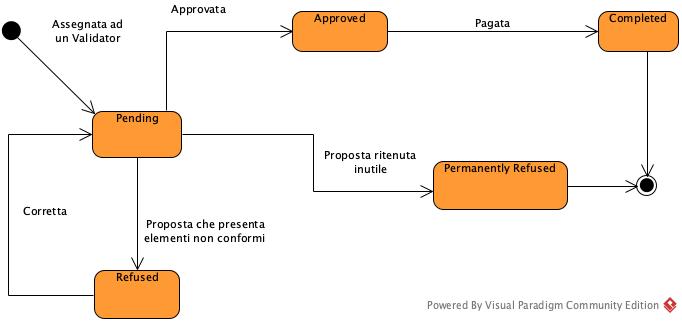 Assegnata ad
un Validator
Approvata
Approved
Pagata
Completed
Pending
Proposta ritenuta
inutile
Permanently Refused
Corretta
Proposta che presenta
elementi non conformi
Refused
Powered By Visual Paradigm Community Edition